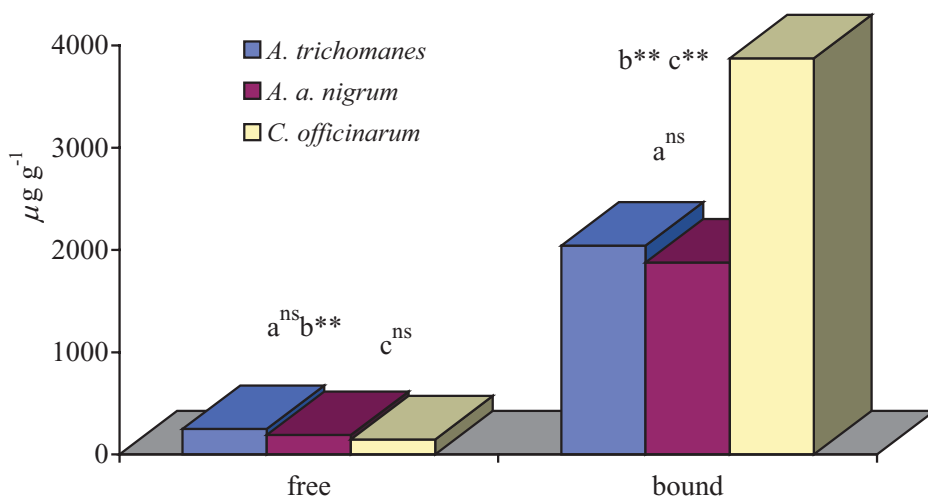 4000
3000
2000
1000
0
μg g⁻¹
A. trichomanes
A. a. nigrum
C. officinarum
b** c**
aⁿˢ
aⁿˢb**
cⁿˢ
free
bound